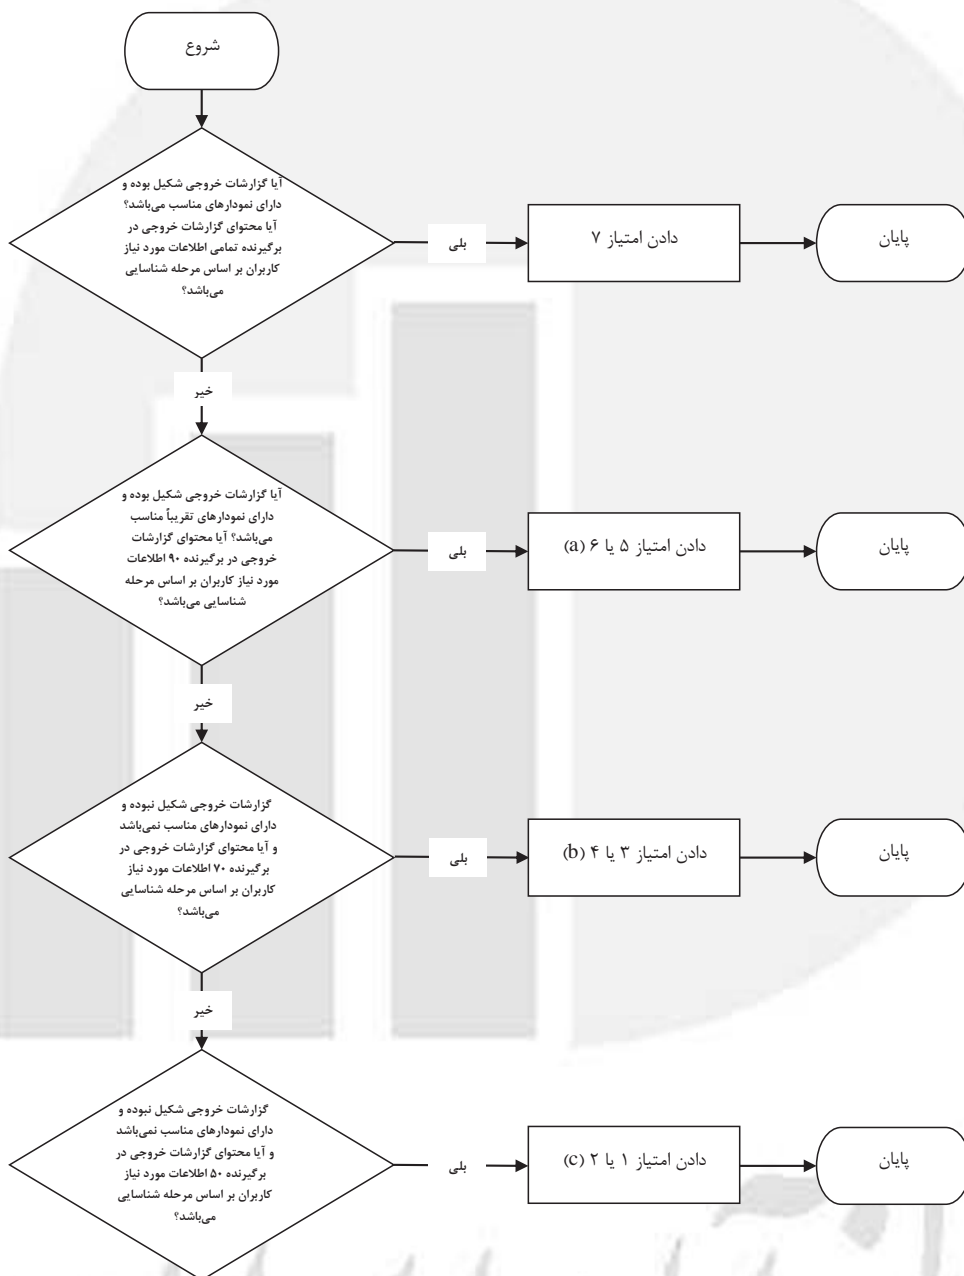 شروع
آیا گزارشات خروجی شکیل بوده و
دارای نمودارهای مناسب می‌باشد؟
آیا محتوای گزارشات خروجی در
برگیرنده تمامی اطلاعات مورد نیاز
کاربران بر اساس مرحله شناسایی
می‌باشد؟
بلی
دادن امتیاز ۷
پایان
خیر
آیا گزارشات خروجی شکیل بوده و
دارای نمودارهای تقریباً مناسب
می‌باشد؟ آیا محتوای گزارشات
خروجی در برگیرنده ۹۰ اطلاعات
مورد نیاز کاربران بر اساس مرحله
شناسایی می‌باشد؟
بلی
دادن امتیاز ۵ یا ۶ (a)
پایان
خیر
گزارشات خروجی شکیل نبوده و
دارای نمودارهای مناسب نمی‌باشد
و آیا محتوای گزارشات خروجی در
برگیرنده ۷۰ اطلاعات مورد نیاز
کاربران بر اساس مرحله شناسایی
می‌باشد؟
بلی
دادن امتیاز ۳ یا ۴ (b)
پایان
خیر
گزارشات خروجی شکیل نبوده و
دارای نمودارهای مناسب نمی‌باشد
و آیا محتوای گزارشات خروجی در
برگیرنده ۵۰ اطلاعات مورد نیاز
کاربران بر اساس مرحله شناسایی
می‌باشد؟
بلی
دادن امتیاز ۱ یا ۲ (c)
پایان